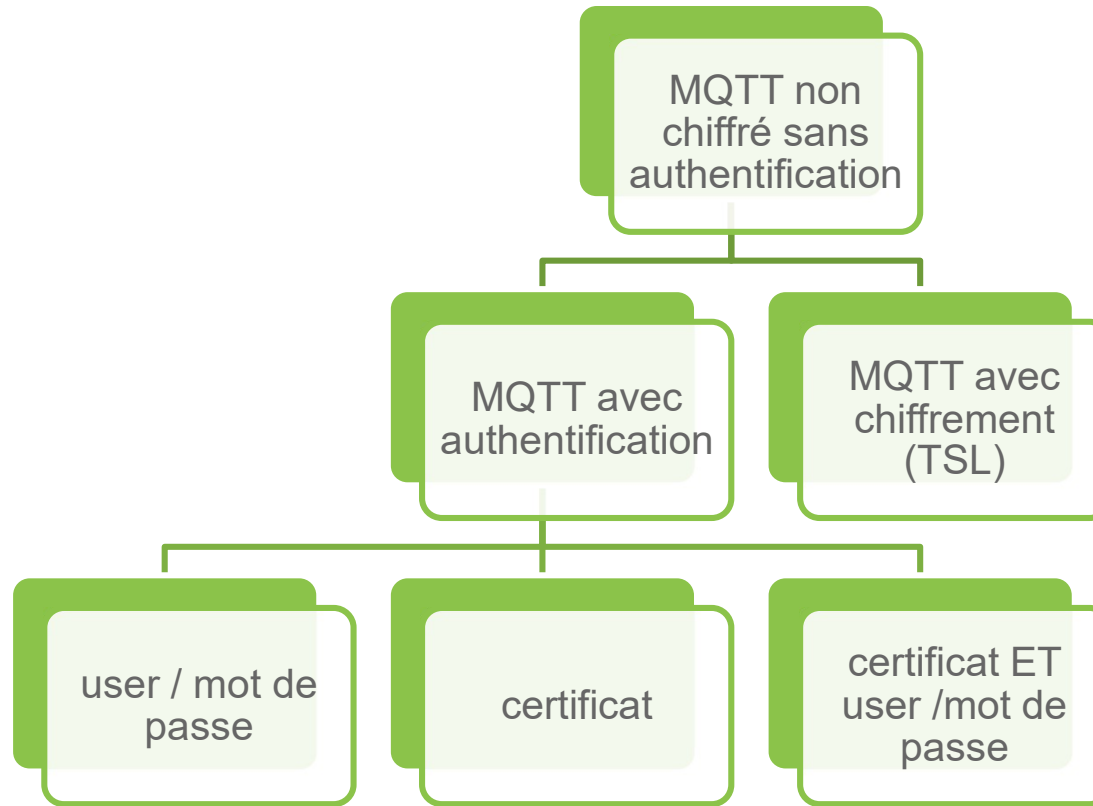 MQTT non
chiffré sans
authentification
MQTT avec
authentification
MQTT avec
chiffrement
(TSL)
user / mot de
passe
certificat
certificat ET
user /mot de
passe